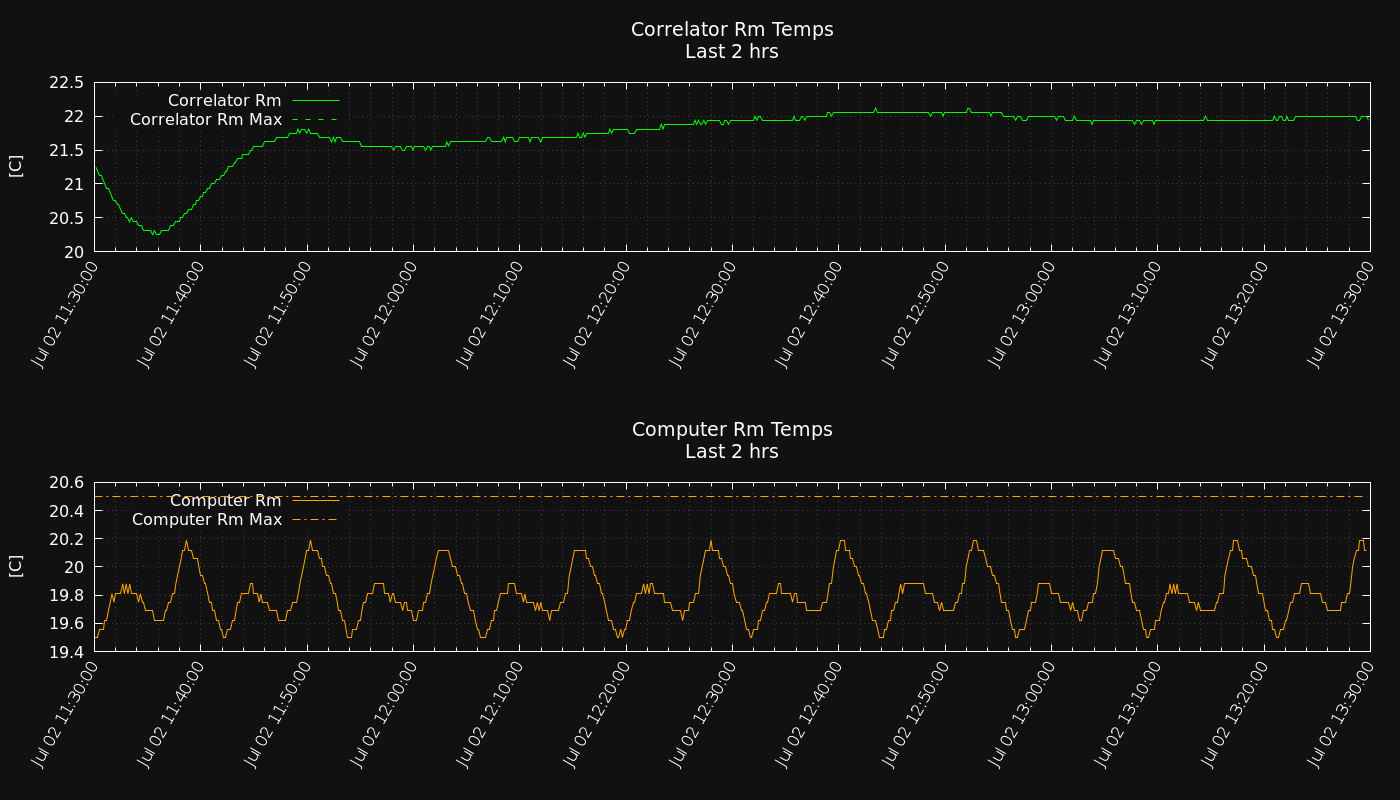 Correlator Rm Temps
Last 2 hrs
[C]
22.5
22
21.5
21
20.5
20
Correlator Rm
Correlator Rm Max
Jul 02 11:30:00
Jul 02 11:40:00
Jul 02 11:50:00
Jul 02 12:00:00
Jul 02 12:10:00
Jul 02 12:20:00
Jul 02 12:30:00
Jul 02 12:40:00
Jul 02 12:50:00
Jul 02 13:00:00
Jul 02 13:10:00
Jul 02 13:20:00
Jul 02 13:30:00
Computer Rm Temps
Last 2 hrs
[C]
20.6
20.4
20.2
20
19.8
19.6
19.4
Computer Rm
Computer Rm Max
Jul 02 11:30:00
Jul 02 11:40:00
Jul 02 11:50:00
Jul 02 12:00:00
Jul 02 12:10:00
Jul 02 12:20:00
Jul 02 12:30:00
Jul 02 12:40:00
Jul 02 12:50:00
Jul 02 13:00:00
Jul 02 13:10:00
Jul 02 13:20:00
Jul 02 13:30:00